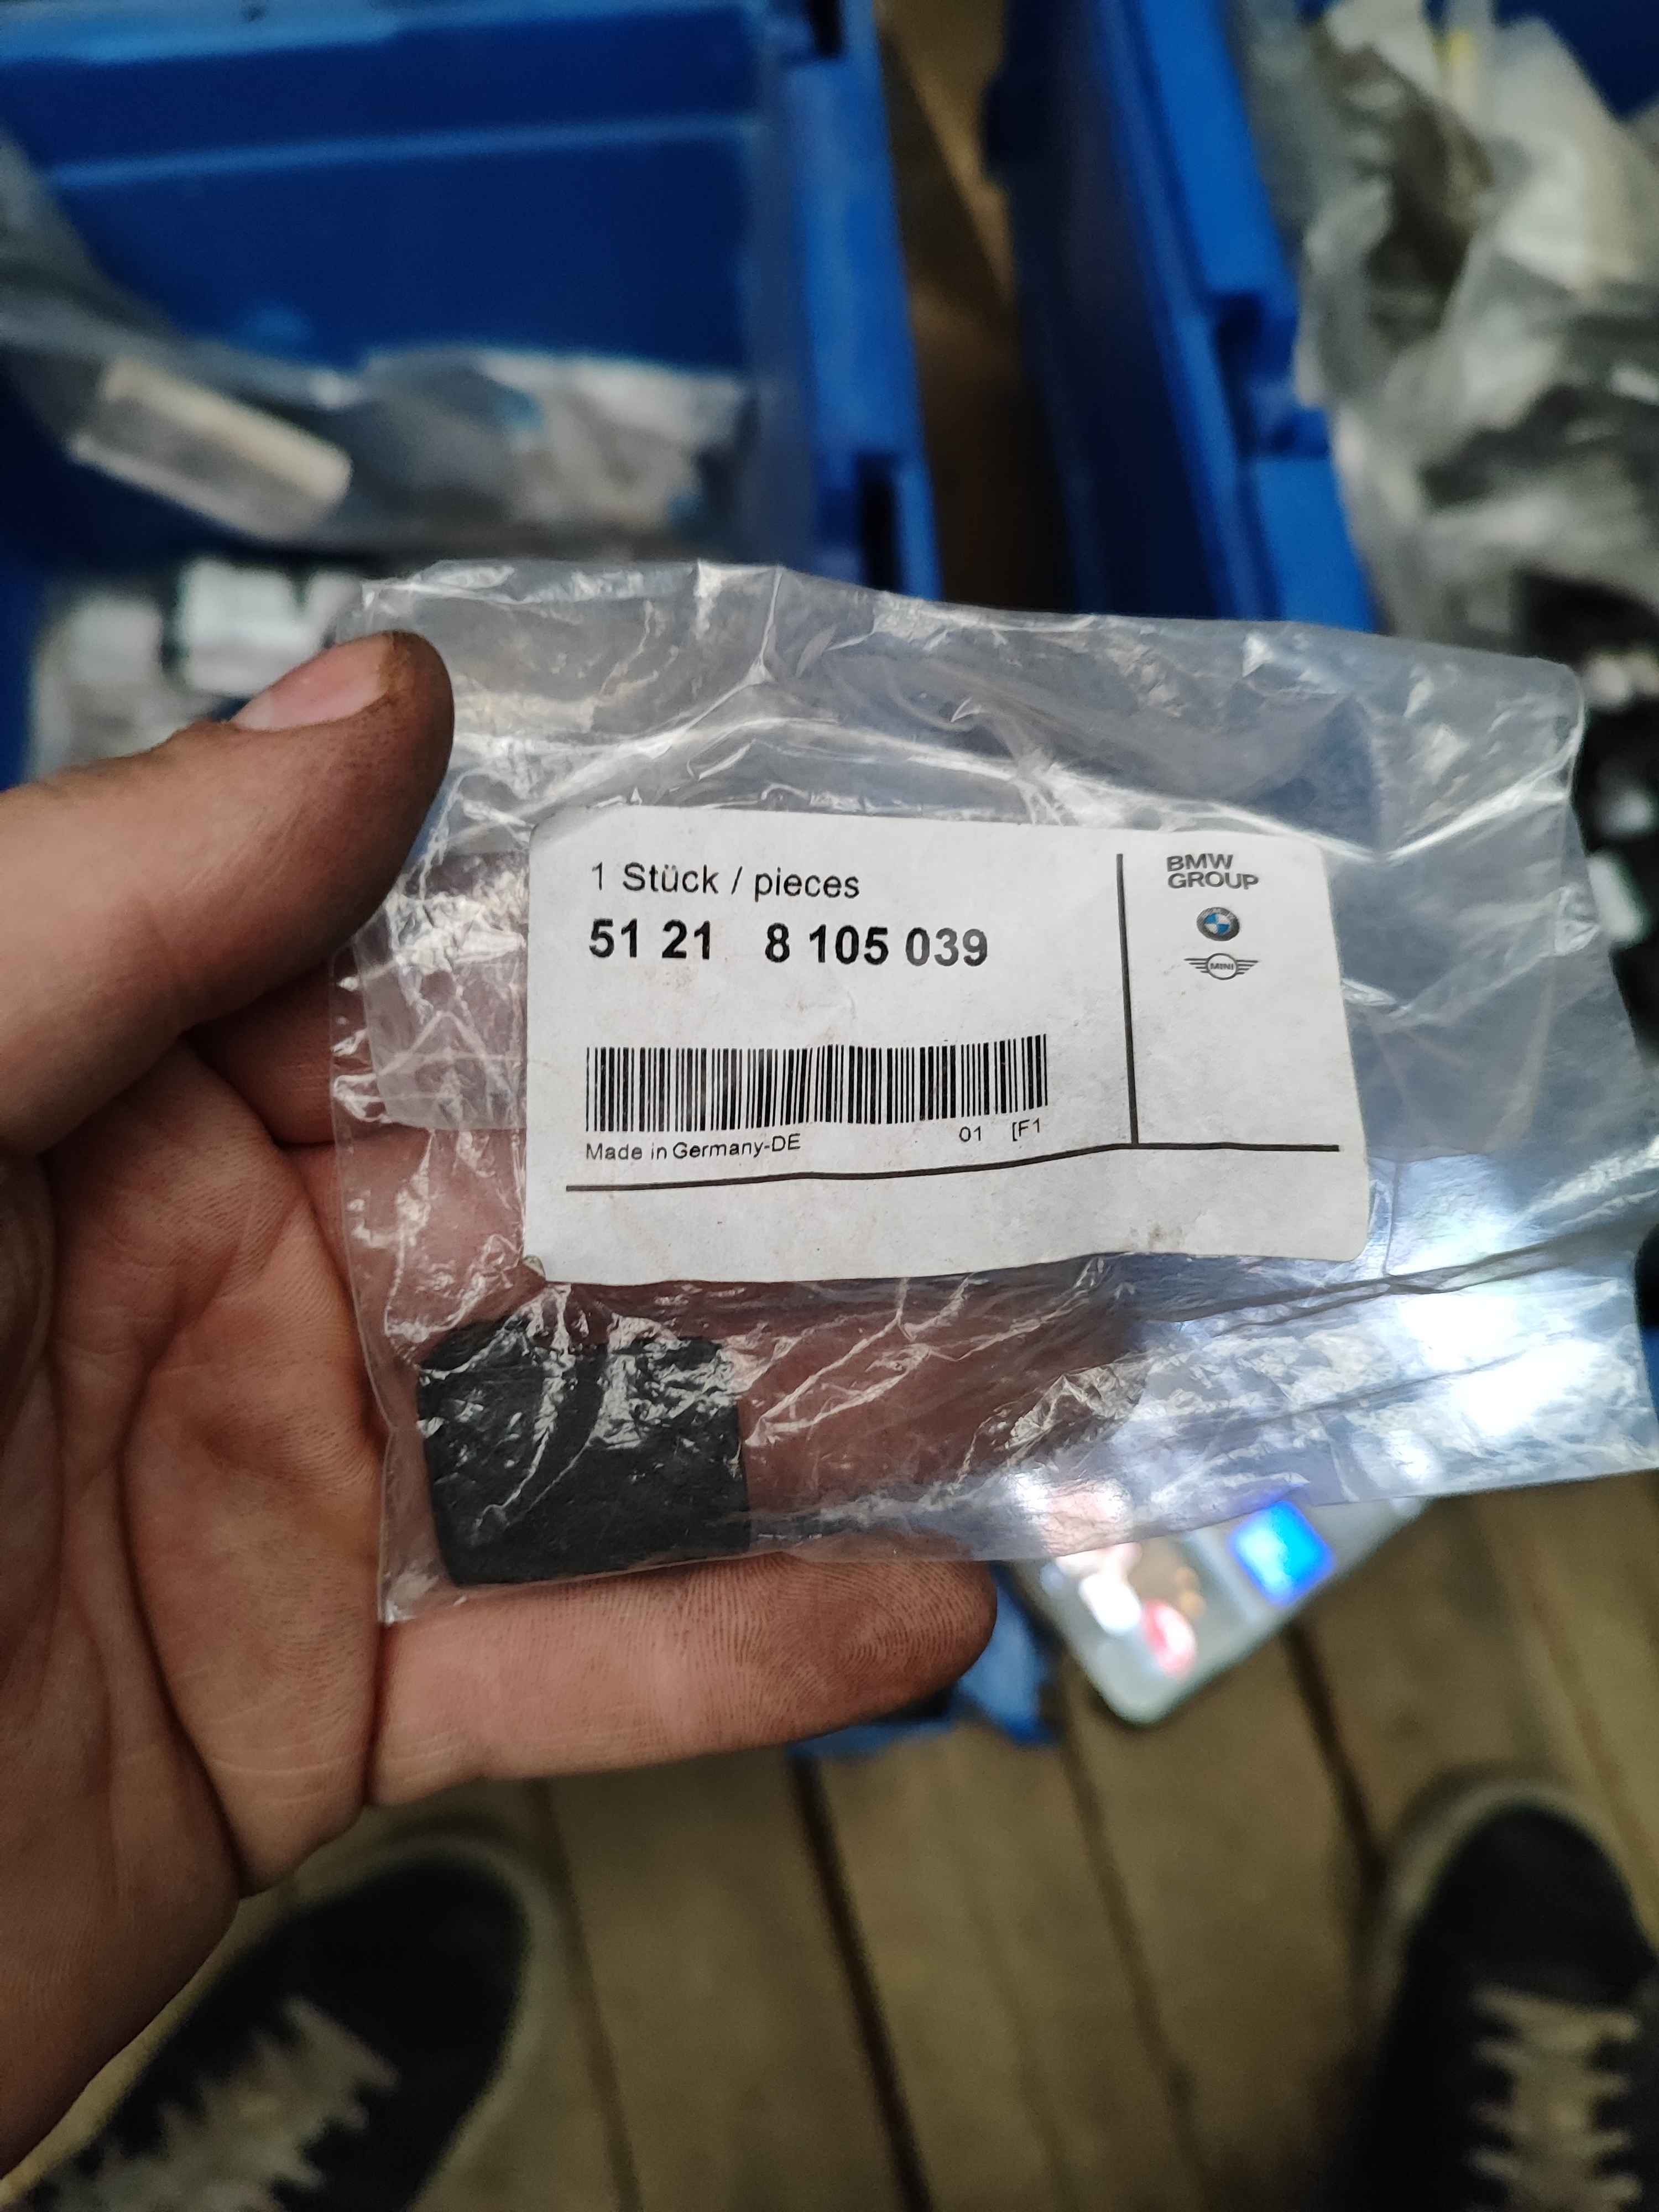 1 Stück / pieces
51 21 8 105 039
Made in Germany-DE
01 [F1
BMW
GROUP
MINI